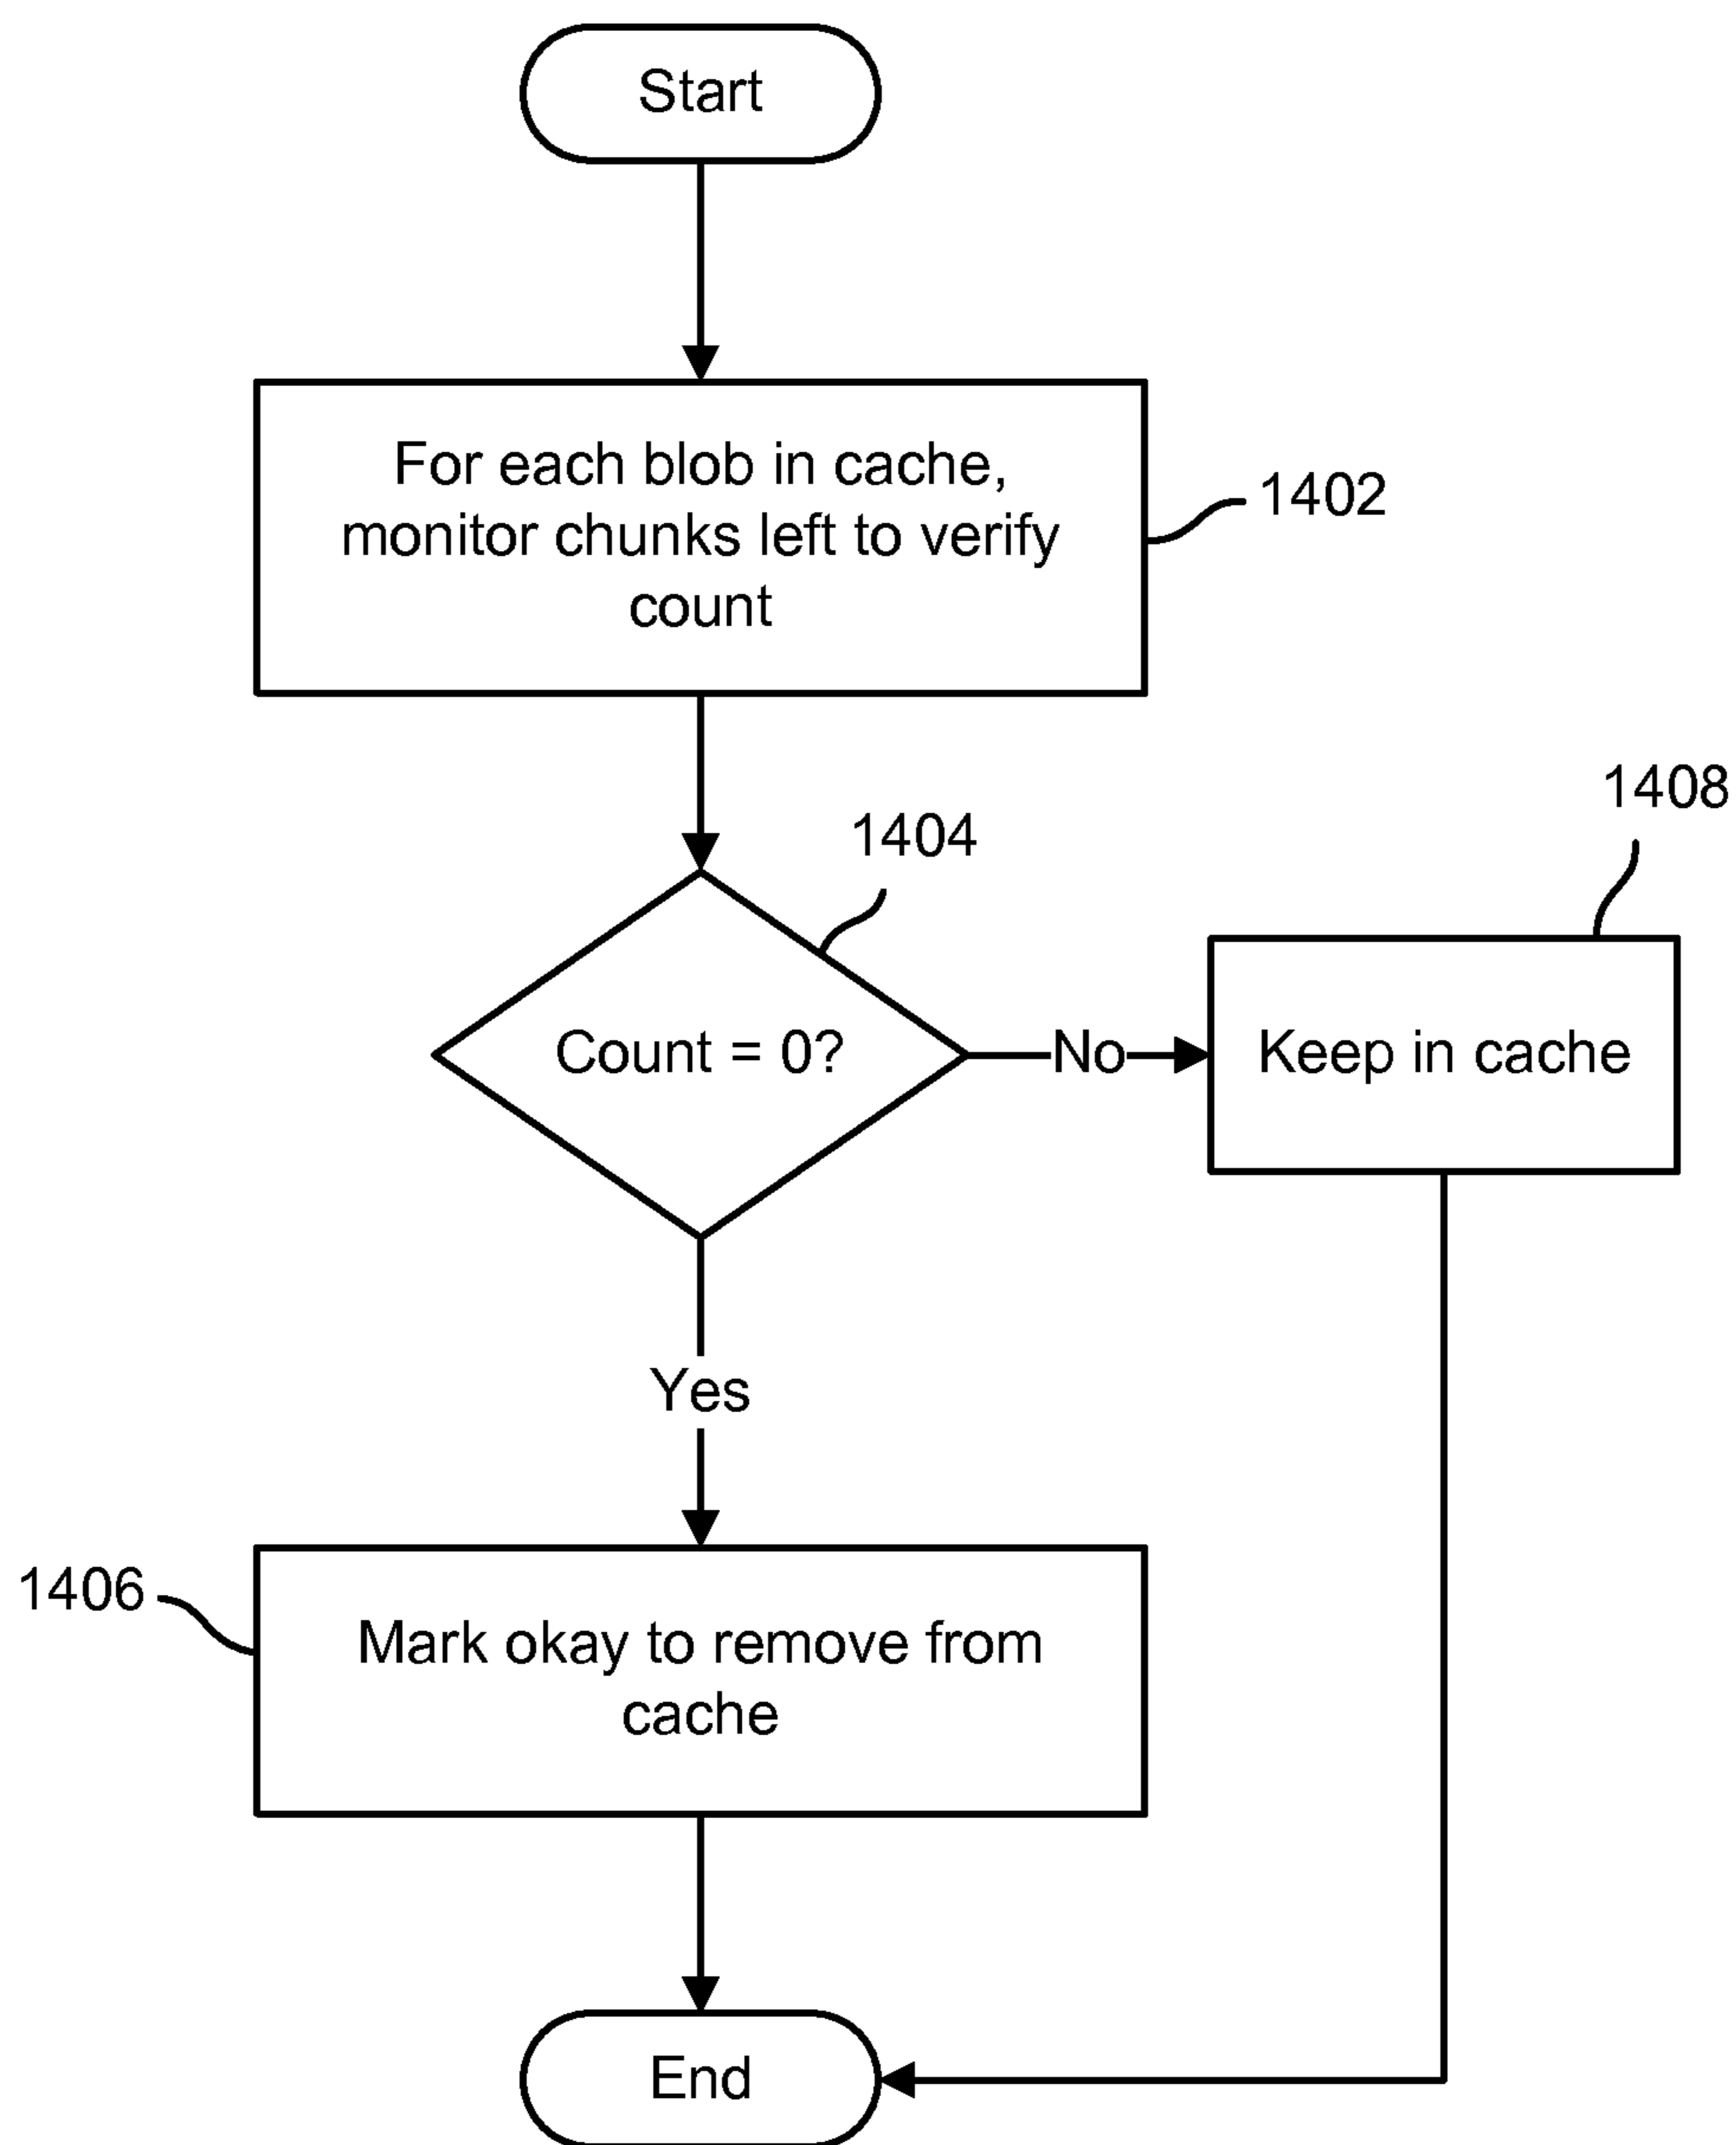 Start
For each blob in cache,
monitor chunks left to verify
count
1402
1404
1408
Count = 0?
No
Keep in cache
Yes
1406
Mark okay to remove from
cache
End